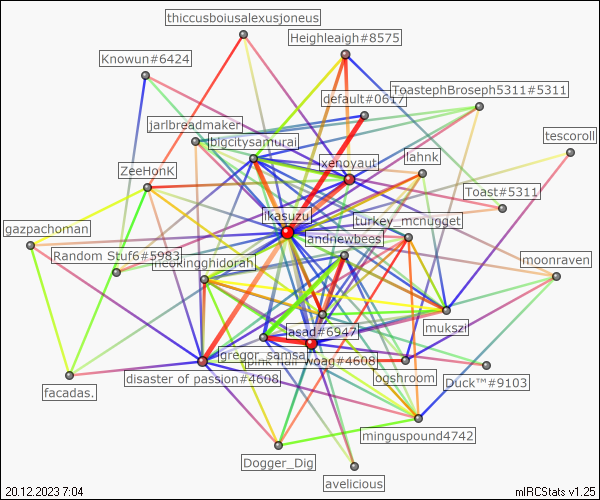 thiccusboiusalexusjoneus
Heighleaigh#8575
Knowun#6424
ToastephBroseph5311#5311
default#0617
jarlbreadmaker
bigcitysamurai
tescoroll
xenoyaut
lahnk
ZeeHonK
Toast#5311
ikasuzu
turkey_mcnugget
gazpachoman
andnewbees
Random Stuf6#5983
neokingghidorah
moonraven
asad#6947
mukszi
gregor_samsa
pink half woag#4608
disaster of passion#4608
ogshroom
Duck™#9103
facadas.
minguspound4742
Dogger_Dig
avelicious
20.12.2023 7:04
mIRCStats v1.25